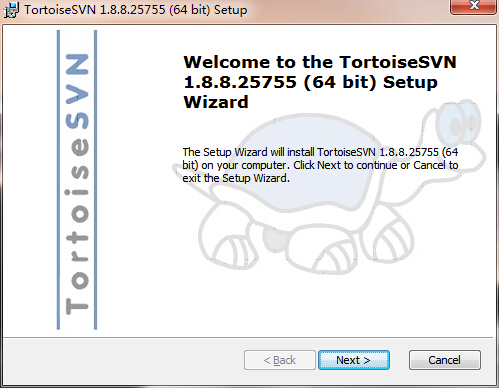 TortoiseSVN 1.8.8.25755 (64 bit) Setup
TortoiseSVN
Welcome to the TortoiseSVN
1.8.8.25755 (64 bit) Setup
Wizard
The Setup Wizard will install TortoiseSVN 1.8.8.25755 (64
bit) on your computer. Click Next to continue or Cancel to
exit the Setup Wizard.
< Back
Next >
Cancel